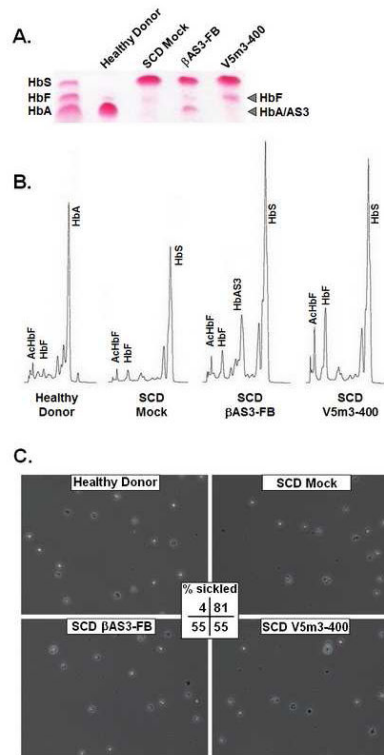 A.
Healthy Donor
SCD Mock
βAS3-FB
V5m3-400
HbS
HbF
HbA
HbF
HbA/AS3
B.
HbA
AcHbF
HbF
HbS
AcHbF
HbF
HbS
HbAS3
AcHbF
HbF
HbS
AcHbF
HbF
Healthy Donor
SCD Mock
SCD βAS3-FB
SCD V5m3-400
C.
Healthy Donor
SCD Mock
% sickled
4 81
55 55
SCD βAS3-FB
SCD V5m3-400